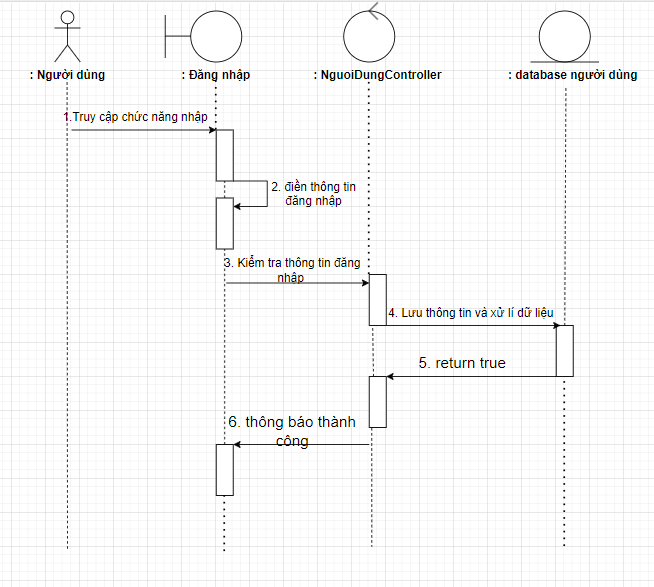 : Người dùng
: Đăng nhập
: NguoiDungController
: database người dùng
1.Truy cập chức năng nhập
2. điền thông tin
đăng nhập
3. Kiểm tra thông tin đăng
nhập
4. Lưu thông tin và xử lí dữ liệu
5. return true
6. thông báo thành
công